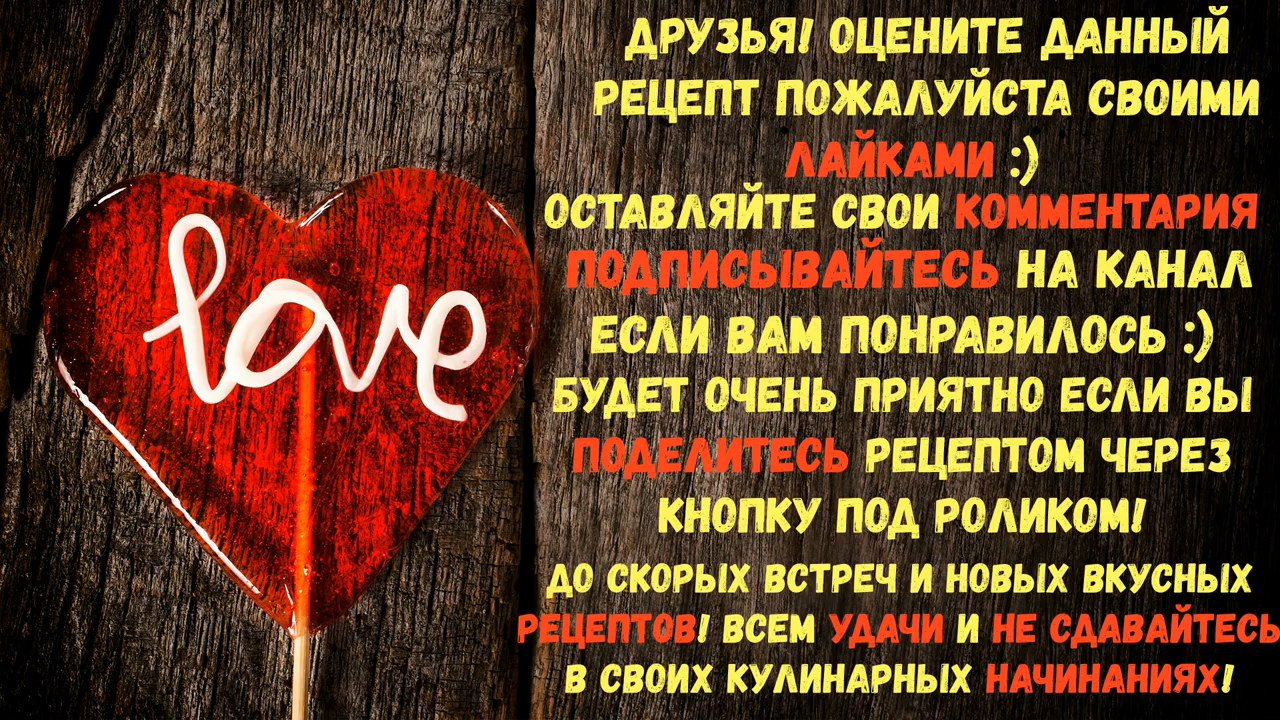 love
ДРУЗЬЯ! ОЦЕНИТЕ ДАННЫЙ
РЕЦЕПТ ПОЖАЛУЙСТА СВОИМИ
ЛАЙКАМИ :)
ОСТАВЛЯЙТЕ СВОИ КОММЕНТАРИЯ
ПОДПИСЫВАЙТЕСЬ НА КАНАЛ
ЕСЛИ ВАМ ПОНРАВИЛОСЬ :)
БУДЕТ ОЧЕНЬ ПРИЯТНО ЕСЛИ ВЫ
ПОДЕЛИТЕСЬ РЕЦЕПТОМ ЧЕРЕЗ
КНОПКУ ПОД РОЛИКОМ!
ДО СКОРЫХ ВСТРЕЧ И НОВЫХ ВКУСНЫХ
РЕЦЕПТОВ! ВСЕМ УДАЧИ И НЕ СДАВАЙТЕСЬ
В СВОИХ КУЛИНАРНЫХ НАЧИНАНИЯХ!